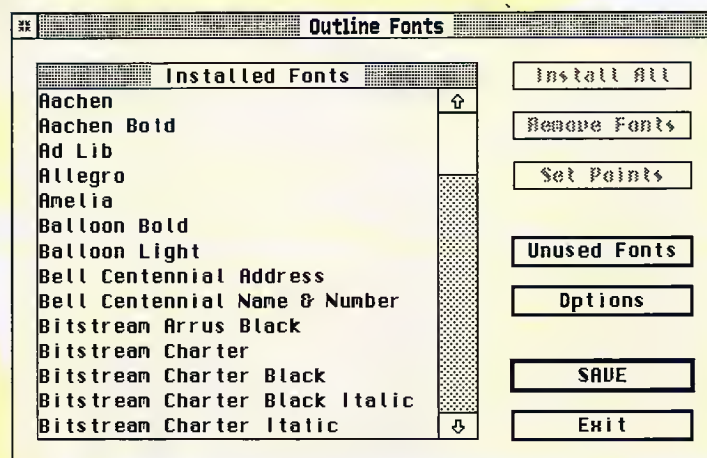 Outline Fonts
Installed Fonts
Aachen
Aachen Bold
Ad Lib
Allegro
Amelia
Balloon Bold
Balloon Light
Bell Centennial Address
Bell Centennial Name & Number
Bitstream Arrus Black
Bitstream Charter
Bitstream Charter Black
Bitstream Charter Black Italic
Bitstream Charter Italic
Install All
Remove Fonts
Set Points
Unused Fonts
Options
SAVE
Exit